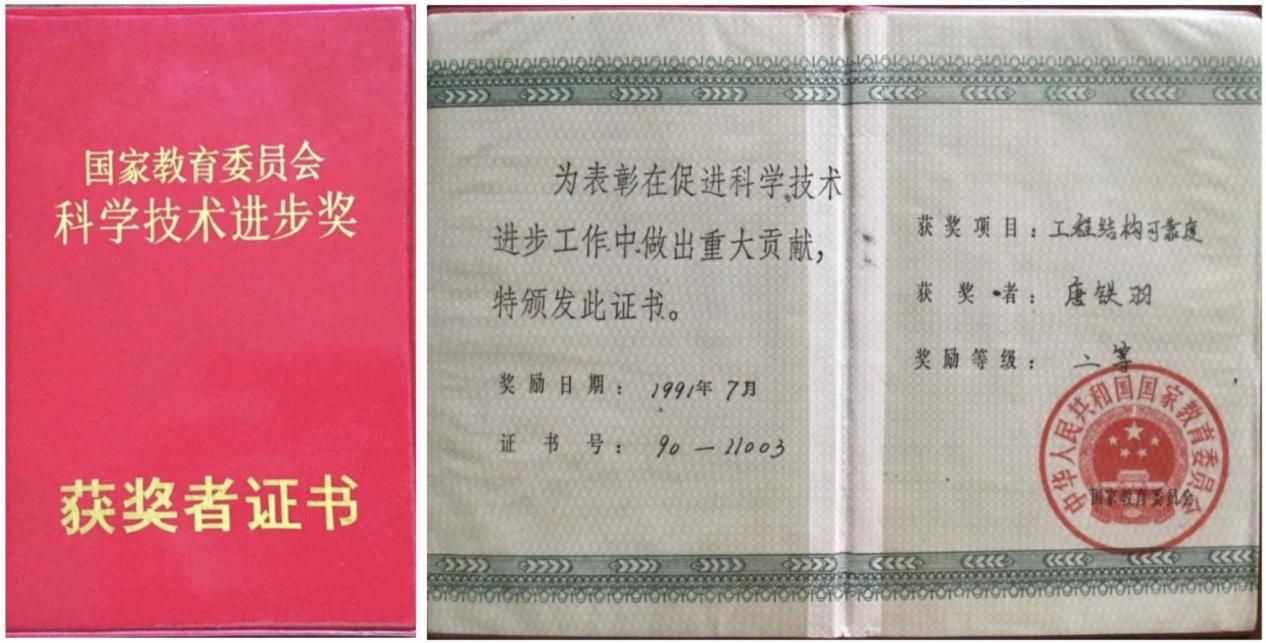 国家教育委员会
科学技术进步奖
获奖者证书
为表彰在促进科学技术
进步工作中做出重大贡献，
特颁发此证书。
奖励日期：1991年7月
证书号：90－11003
获奖项目：工程结构可靠度
获奖者：唐铁羽
奖励等级：二等
中华人民共和国国家教育委员会
国家教育委员会